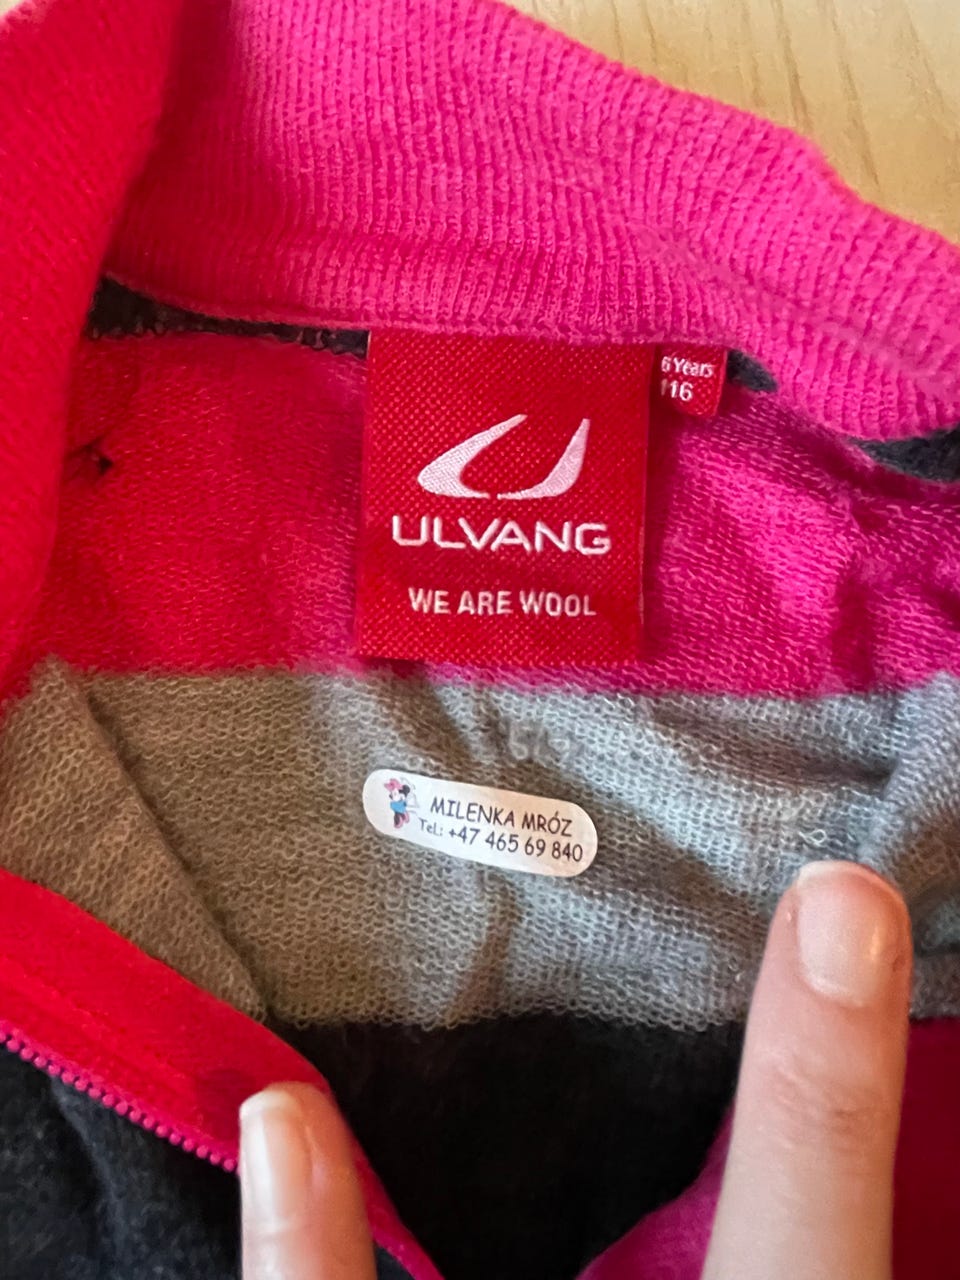 6 Years
116
ULVANG
WE ARE WOOL
MILENKA MRÓZ
Tel.: +47 465 69 840